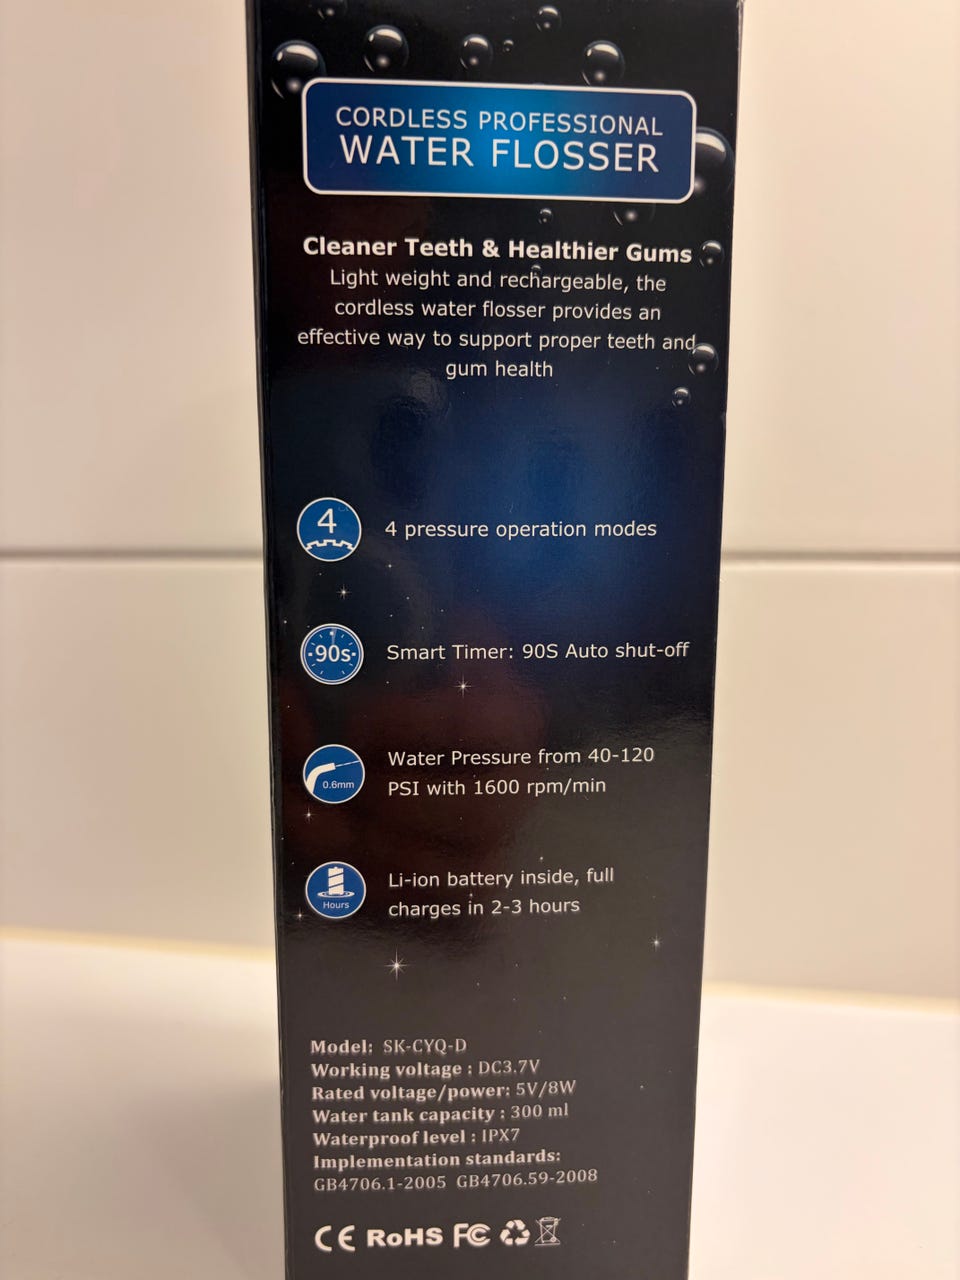 CORDLESS PROFESSIONAL
WATER FLOSSER
Cleaner Teeth & Healthier Gums
Light weight and rechargeable, the
cordless water flosser provides an
effective way to support proper teeth and
gum health
4
4 pressure operation modes
90s
Smart Timer: 90S Auto shut-off
0.6mm
Water Pressure from 40-120
PSI with 1600 rpm/min
Hours
Li-ion battery inside, full
charges in 2-3 hours
Model: SK-CYQ-D
Working voltage : DC3.7V
Rated voltage/power: 5V/8W
Water tank capacity : 300 ml
Waterproof level : IPX7
Implementation standards:
GB4706.1-2005 GB4706.59-2008
CE RoHS FC